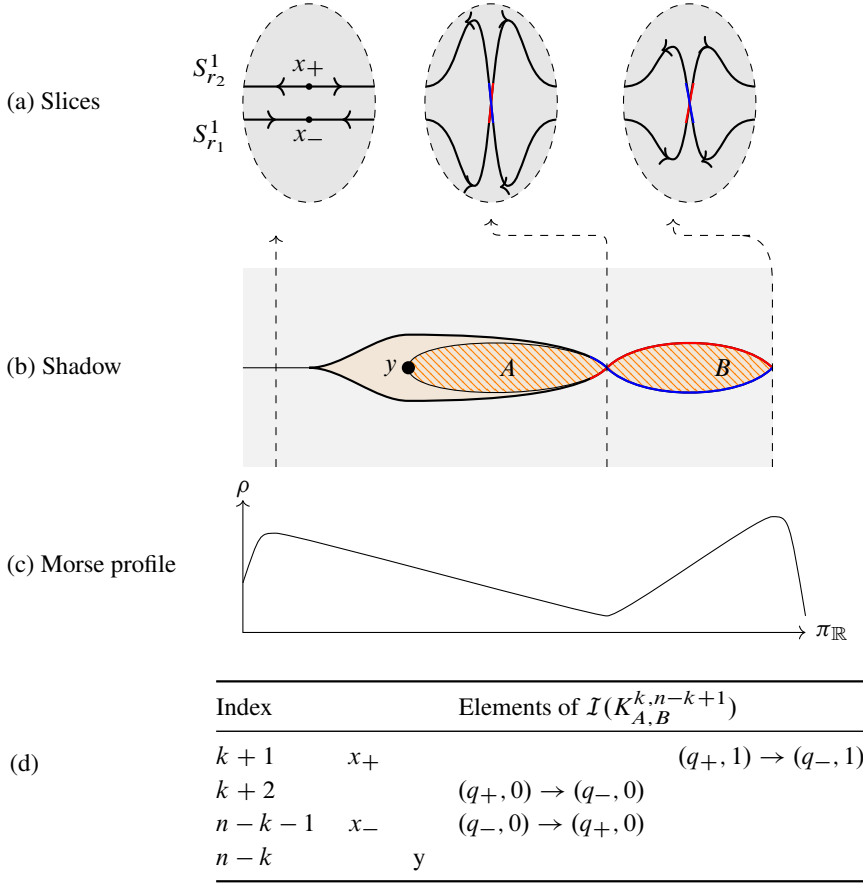 (a) Slices
S^1_{r_2} x_+
S^1_{r_1} x_−
(b) Shadow
y A B
ρ
(c) Morse profile
π_ℝ
(d)
Index Elements of ℐ(K^{k,n−k+1}_{A,B})
k + 1 x_+ (q_+, 1) → (q_−, 1)
k + 2 (q_+, 0) → (q_−, 0)
n − k − 1 x_− (q_−, 0) → (q_+, 0)
n − k y